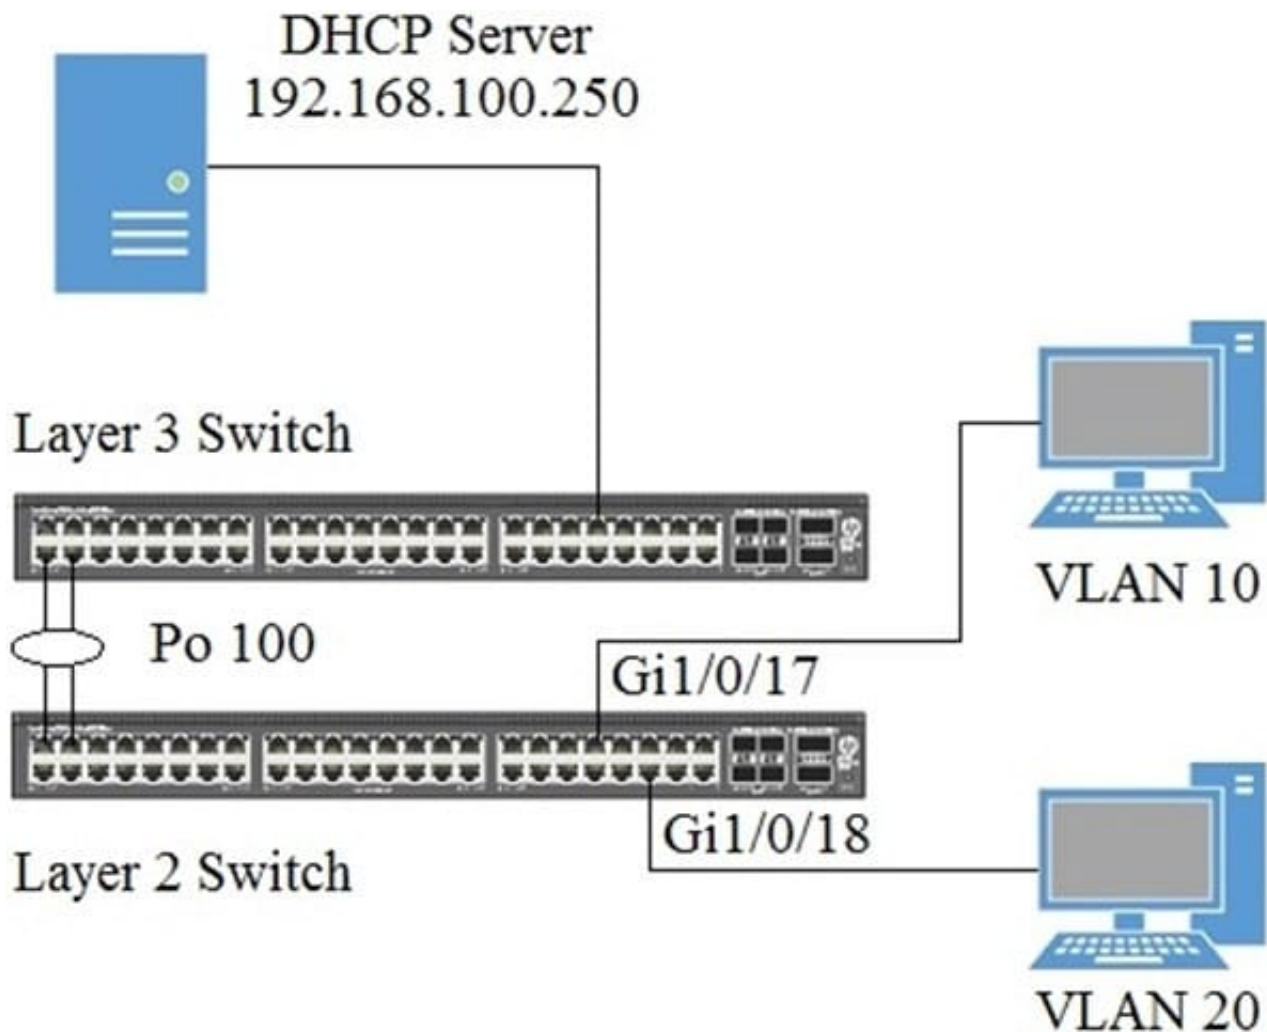 DHCP Server
192.168.100.250
Layer 3 Switch
VLAN 10
Po 100
Gi1/0/17
Gi1/0/18
Layer 2 Switch
VLAN 20